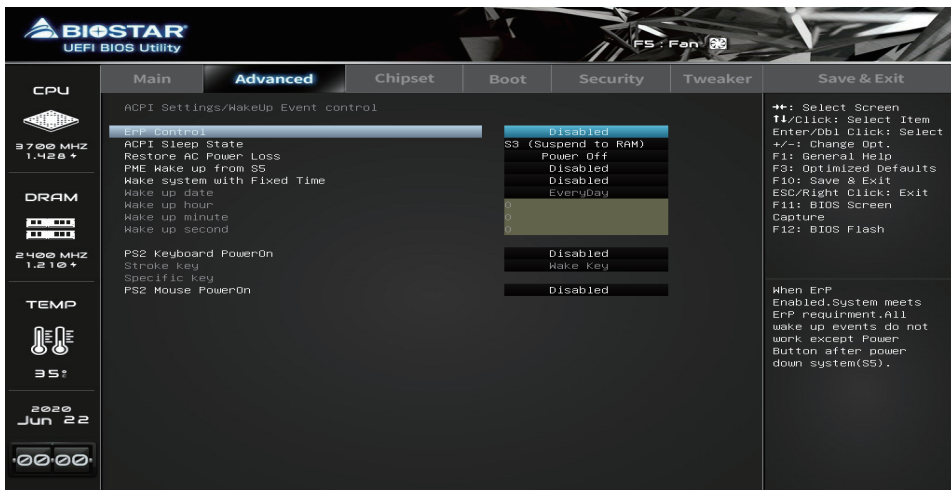 BIOSTAR
UEFI BIOS Utility
F5 : Fan
Main Advanced Chipset Boot Security Tweaker Save & Exit
CPU
3700 MHZ
1.428
DRAM
2400 MHZ
1.210
TEMP
35
2020
Jun 22
00:00
ACPI Settings/WakeUp Event control
ErP Control Disabled
ACPI Sleep State S3 (Suspend to RAM)
Restore AC Power Loss Power Off
PME Wake up from S5 Disabled
Wake system with Fixed Time Disabled
Wake up date EveryDay
Wake up hour 0
Wake up minute 0
Wake up second 0
PS2 Keyboard PowerOn Disabled
Stroke key Wake Key
Specific key
PS2 Mouse PowerOn Disabled
→←: Select Screen
↑↓/Click: Select Item
Enter/Dbl Click: Select
+/-: Change Opt.
F1: General Help
F3: Optimized Defaults
F10: Save & Exit
ESC/Right Click: Exit
F11: BIOS Screen
Capture
F12: BIOS Flash
When ErP
Enabled.System meets
ErP requirment.All
wake up events do not
work except Power
Button after power
down system(S5).